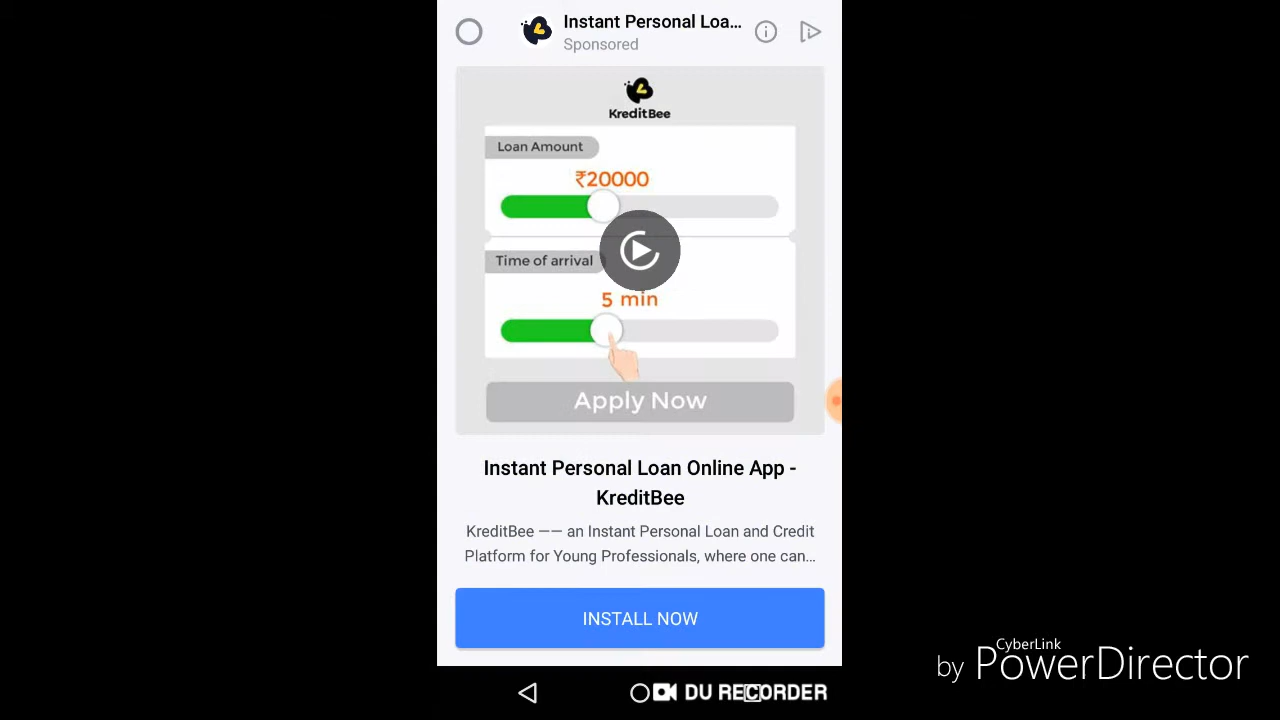 Instant Personal Loa...
Sponsored
KreditBee
Loan Amount
₹20000
Time of arrival
5 min
Apply Now
Instant Personal Loan Online App -
KreditBee
KreditBee —— an Instant Personal Loan and Credit
Platform for Young Professionals, where one can...
INSTALL NOW
DU RECORDER
CyberLink
by PowerDirector